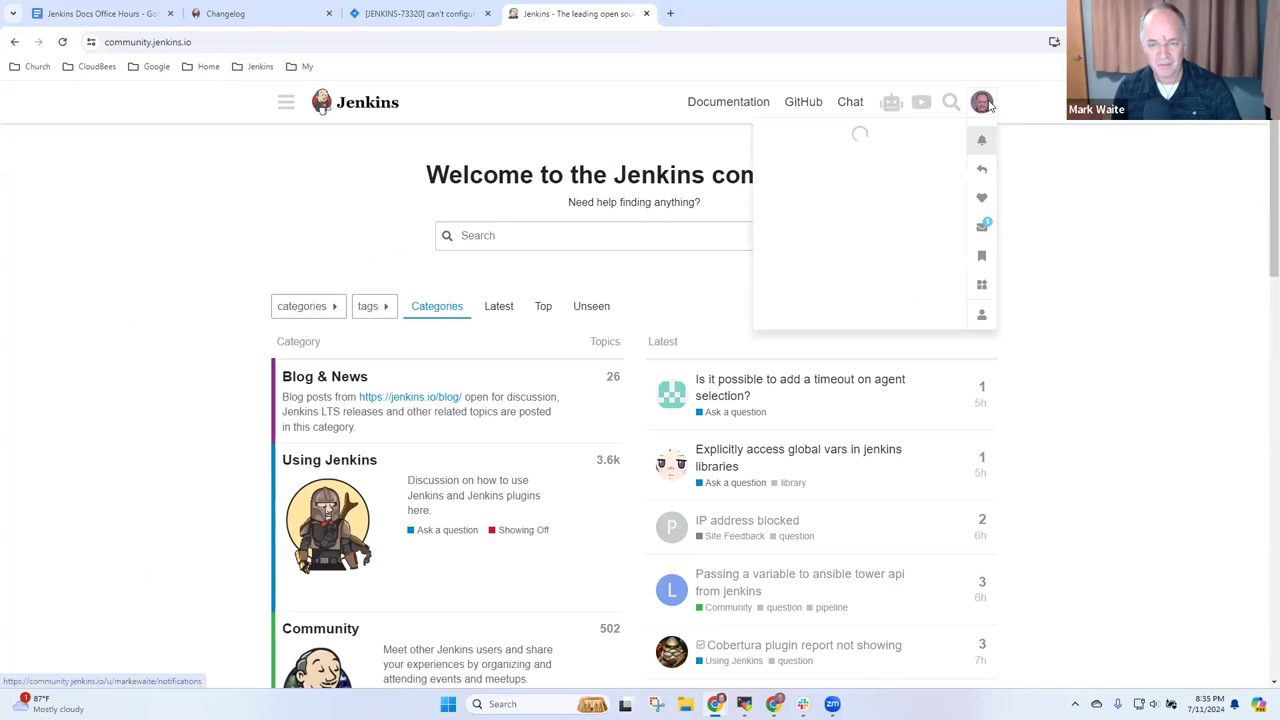 Jenkins Docs Office Hours - G
Changelog
[JENKINS-73320] can't configur
Jenkins - The leading open sou
community.jenkins.io
Church
CloudBees
Google
Home
Jenkins
My
Mark Waite
Jenkins
Documentation
GitHub
Chat
1
Welcome to the Jenkins com
Need help finding anything?
Search
categories
tags
Categories
Latest
Top
Unseen
Category
Topics
Latest
Blog & News
26
Blog posts from https://jenkins.io/blog/ open for discussion,
Jenkins LTS releases and other related topics are posted
in this category.
Using Jenkins
3.6k
Discussion on how to use
Jenkins and Jenkins plugins
here.
Ask a question
Showing Off
Community
502
Meet other Jenkins users and share
your experiences by organizing and
attending events and meetups.
Is it possible to add a timeout on agent
selection?
Ask a question
1
5h
Explicitly access global vars in jenkins
libraries
Ask a question
library
1
5h
P
IP address blocked
Site Feedback
question
2
6h
L
Passing a variable to ansible tower api
from jenkins
Community
question
pipeline
3
6h
Cobertura plugin report not showing
Using Jenkins
question
3
7h
https://community.jenkins.io/u/markewaite/notifications
1
87°F
Mostly cloudy
Search
zm
8:35 PM
7/11/2024